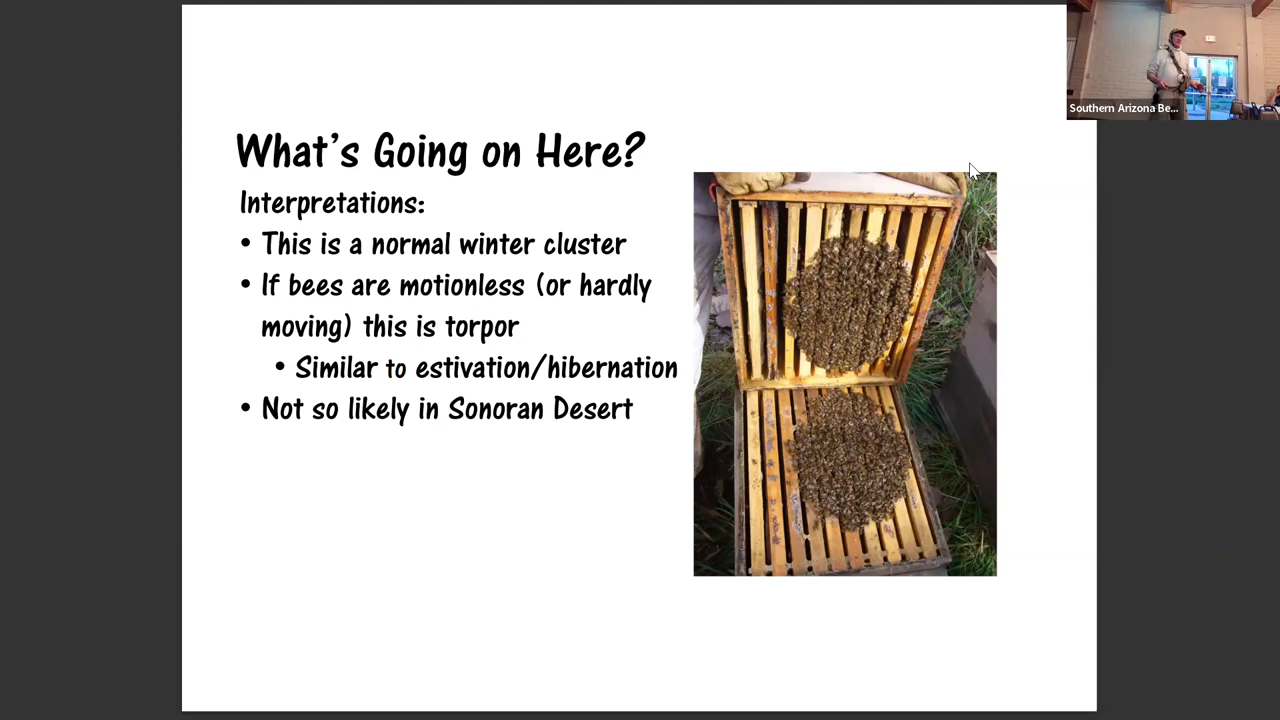 What's Going on Here?
Interpretations:
• This is a normal winter cluster
• If bees are motionless (or hardly
moving) this is torpor
• Similar to estivation/hibernation
• Not so likely in Sonoran Desert
Southern Arizona Be...